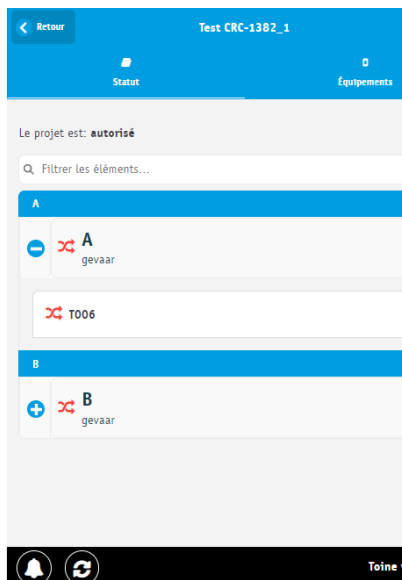 Retour
Test CRC-1382_1
Statut
Équipements
Le projet est: autorisé
Filtrer les éléments...
A
A
gevaar
T006
B
B
gevaar
Toine